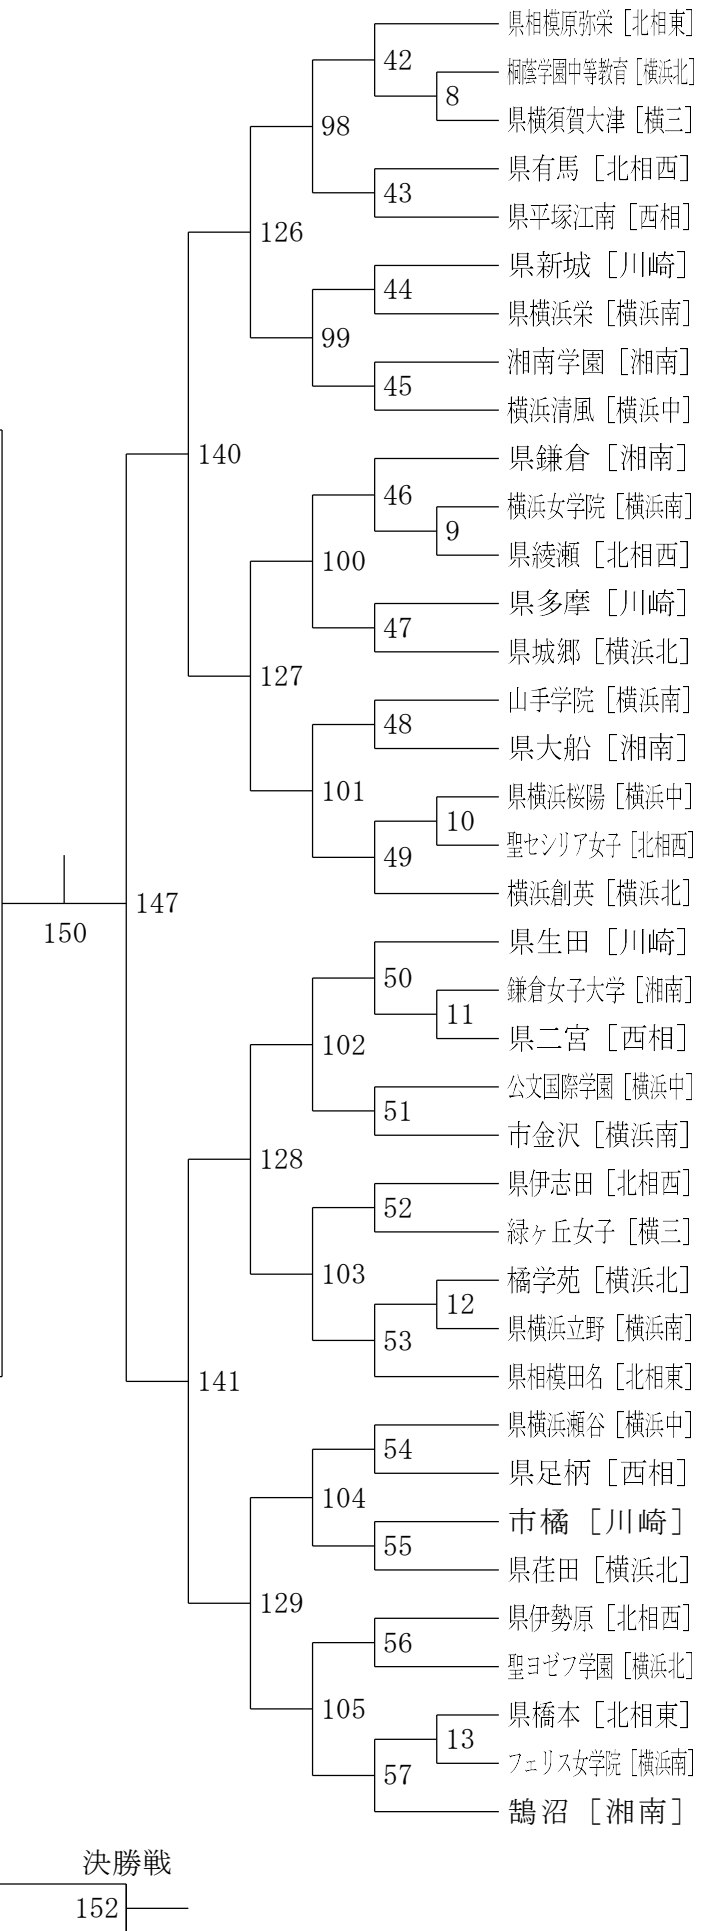 県相模原弥栄［北相東］
42
桐蔭学園中等教育［横浜北］
8
県横須賀大津［横三］
98
県有馬［北相西］
43
県平塚江南［西相］
126
県新城［川崎］
44
県横浜栄［横浜南］
99
湘南学園［湘南］
45
横浜清風［横浜中］
140
県鎌倉［湘南］
46
横浜女学院［横浜南］
9
県綾瀬［北相西］
100
県多摩［川崎］
47
県城郷［横浜北］
127
山手学院［横浜南］
48
県大船［湘南］
101
県横浜桜陽［横浜中］
10
聖セシリア女子［北相西］
49
横浜創英［横浜北］
147
150
県生田［川崎］
50
鎌倉女子大学［湘南］
11
県二宮［西相］
102
公文国際学園［横浜中］
51
市金沢［横浜南］
128
県伊志田［北相西］
52
緑ヶ丘女子［横三］
103
橘学苑［横浜北］
12
県横浜立野［横浜南］
53
県相模田名［北相東］
141
県横浜瀬谷［横浜中］
54
県足柄［西相］
104
市橘［川崎］
55
県荏田［横浜北］
129
県伊勢原［北相西］
56
聖ヨゼフ学園［横浜北］
105
県橋本［北相東］
13
フェリス女学院［横浜南］
57
鵠沼［湘南］
決勝戦
152